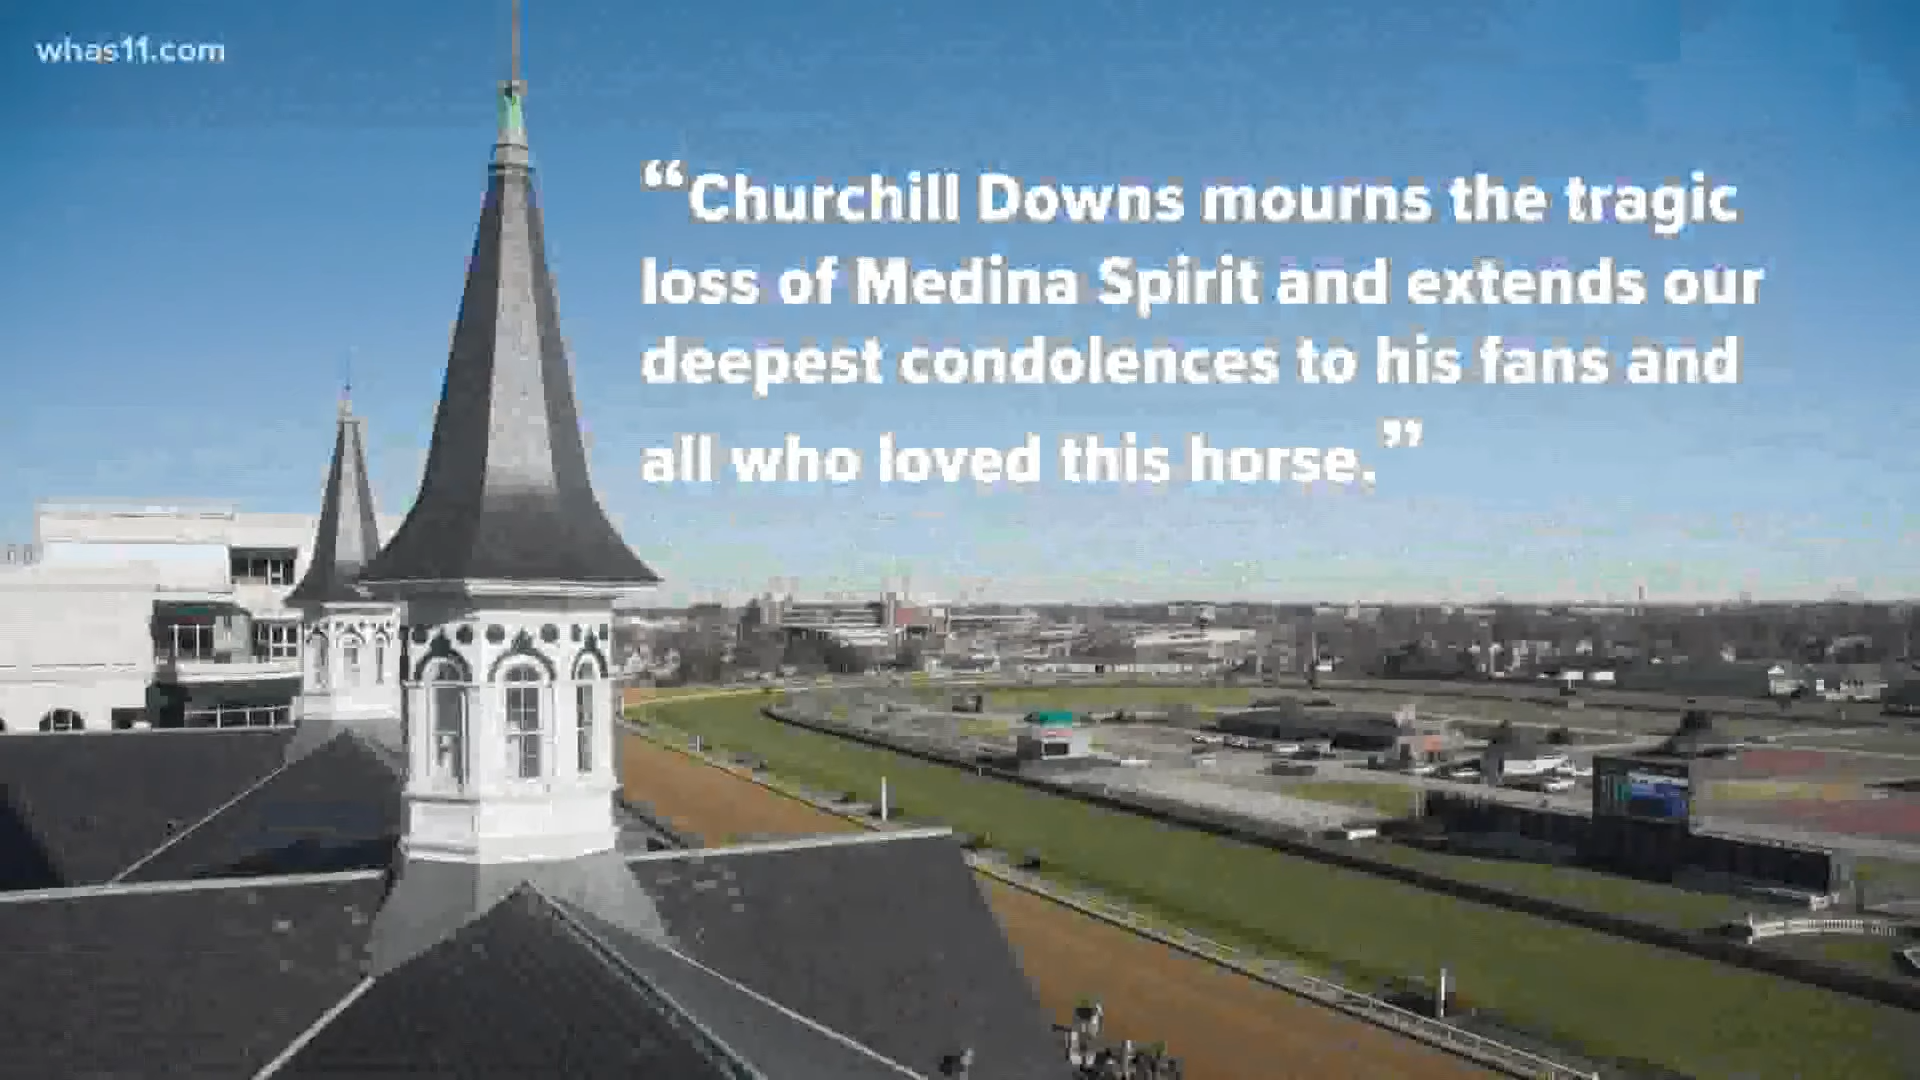 whas11.com
“Churchill Downs mourns the tragic
loss of Medina Spirit and extends our
deepest condolences to his fans and
all who loved this horse.”